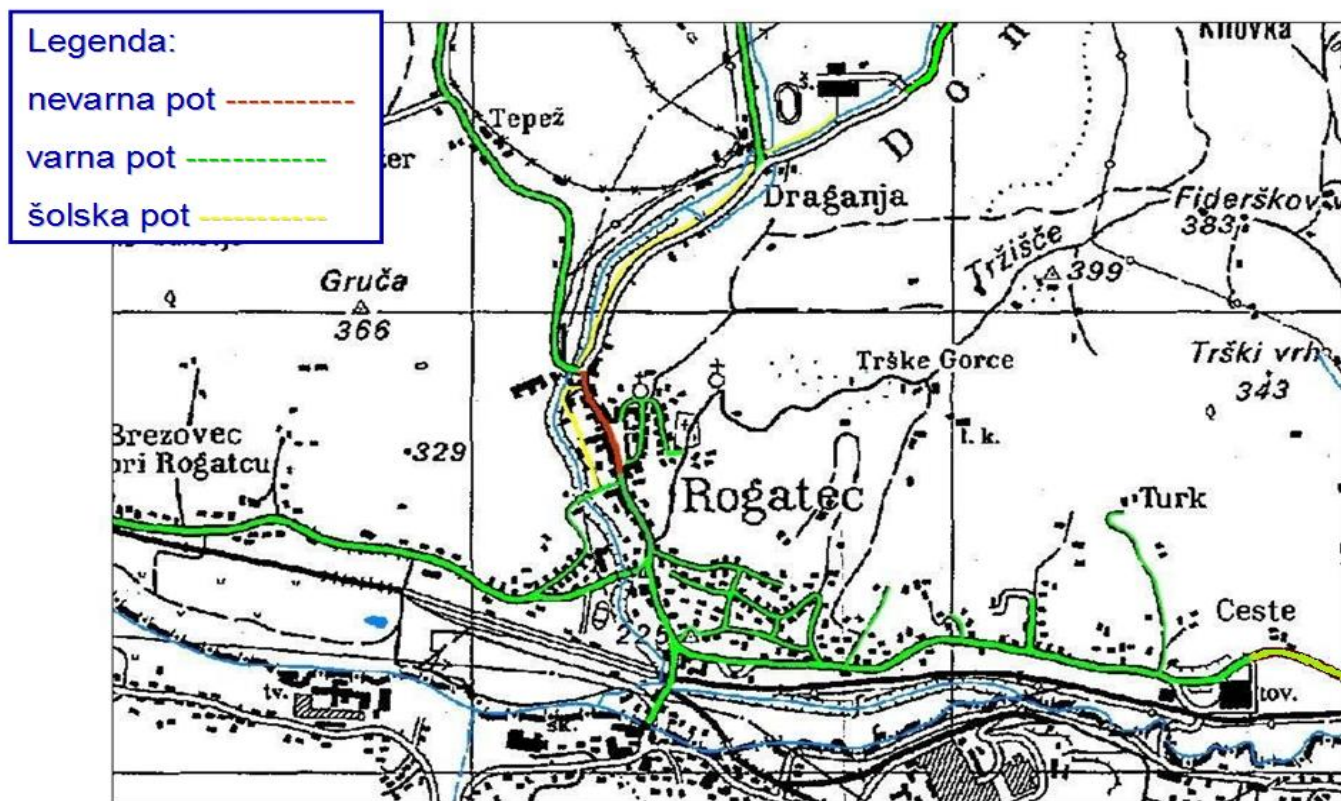 Legenda:
nevarna pot -----------
varna pot ------------
šolska pot -----------
Tepež
Draganja
D
o
n
Fiderškov
383
Tržišče
399
Gruča
366
Trške Gorce
Trški vrh
343
Brezovec
pri Rogatcu
329
l. k.
Rogatec
Turk
Ceste
tv.
šk.
tov.